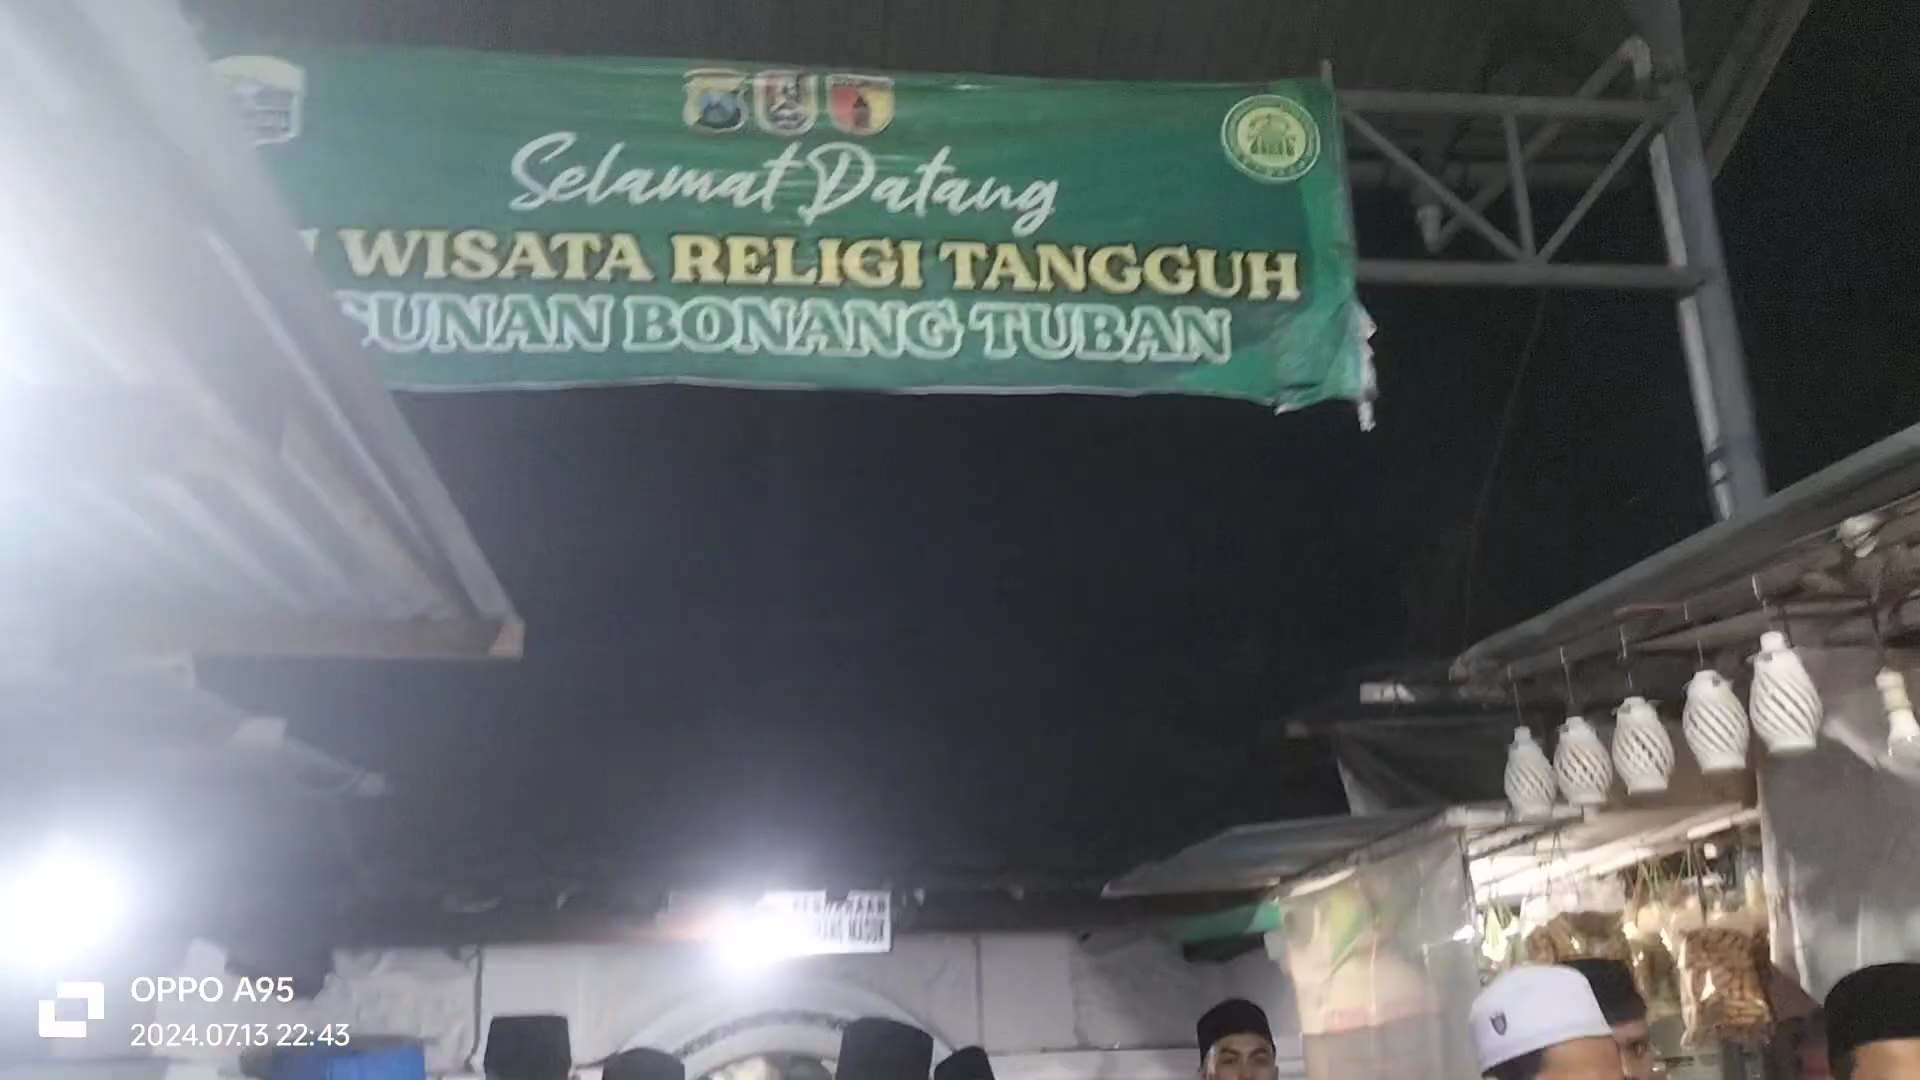 Selamat Datang
WISATA RELIGI TANGGUH
SUNAN BONANG TUBAN
OPPO A95
2024.07.13 22:43